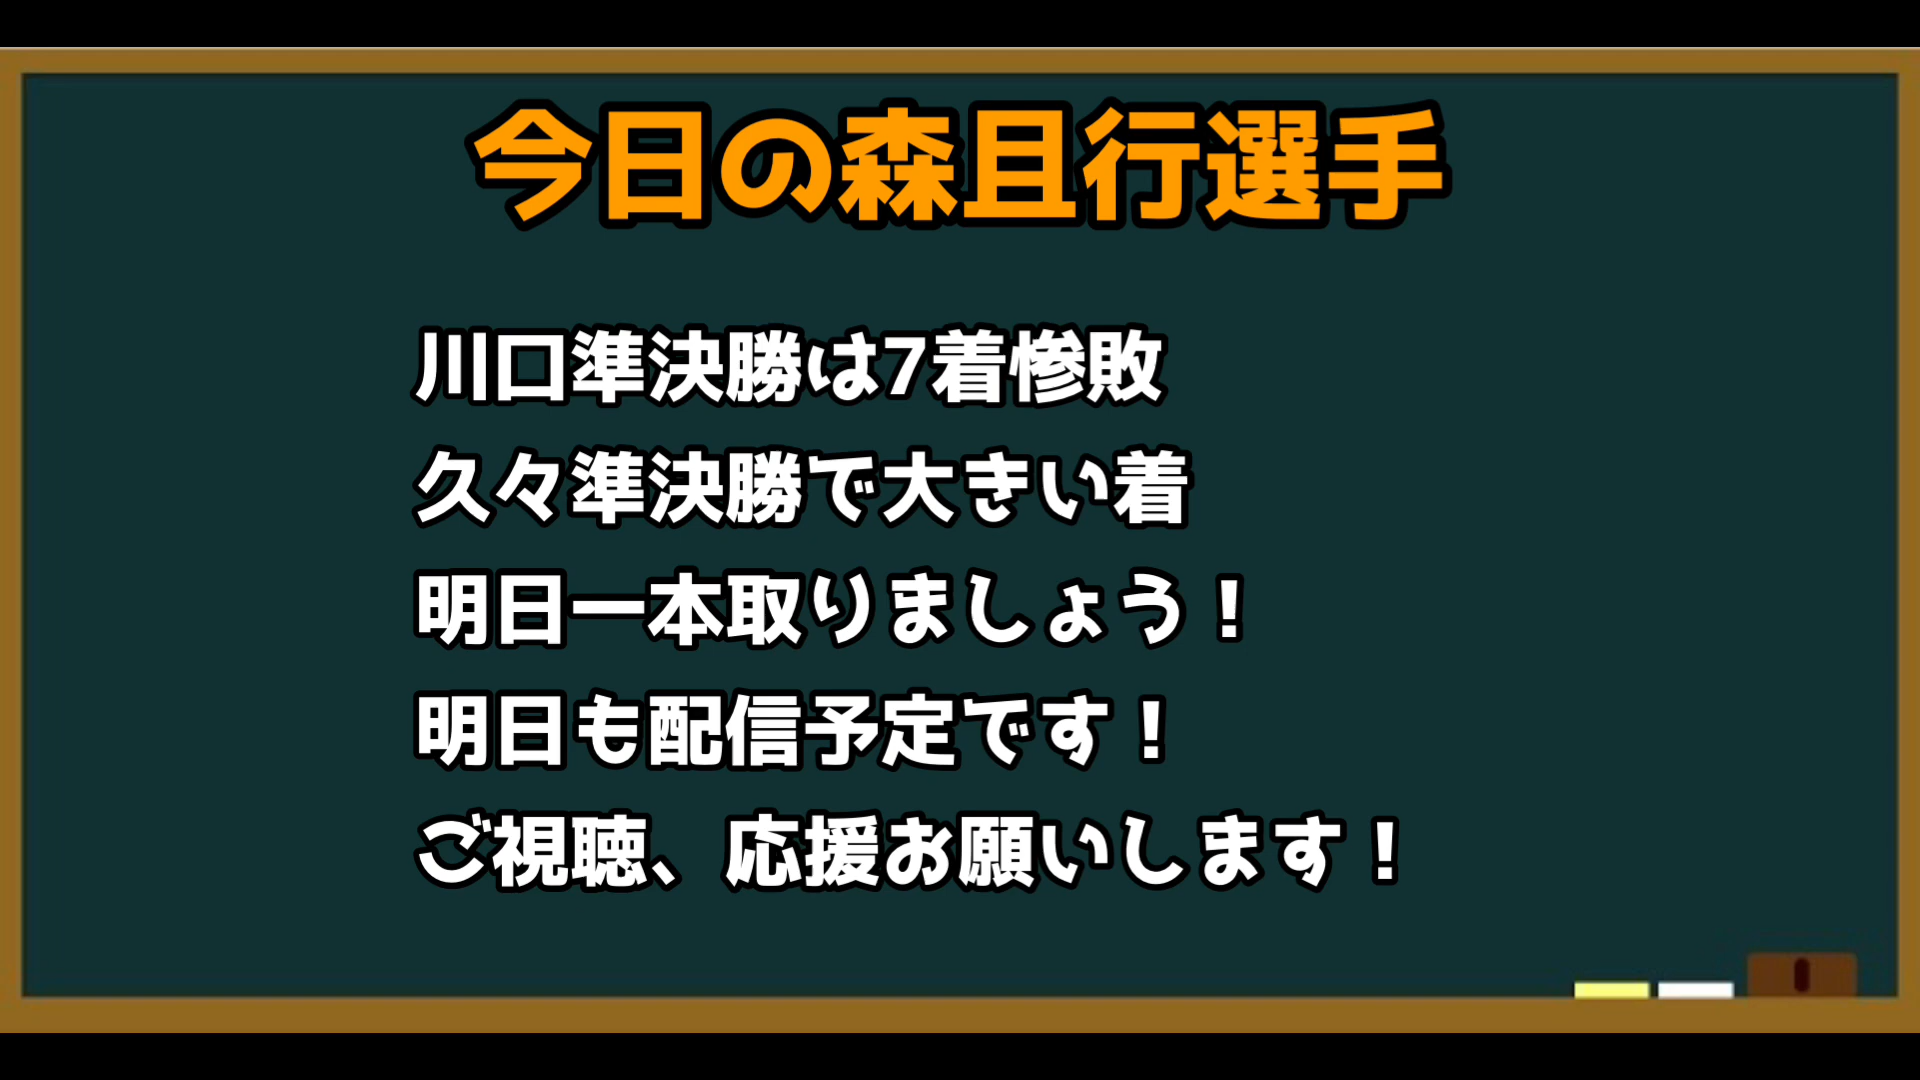 今日の森且行選手
川口準決勝は7着惨敗
久々準決勝で大きい着
明日一本取りましょう！
明日も配信予定です！
ご視聴、応援お願いします！